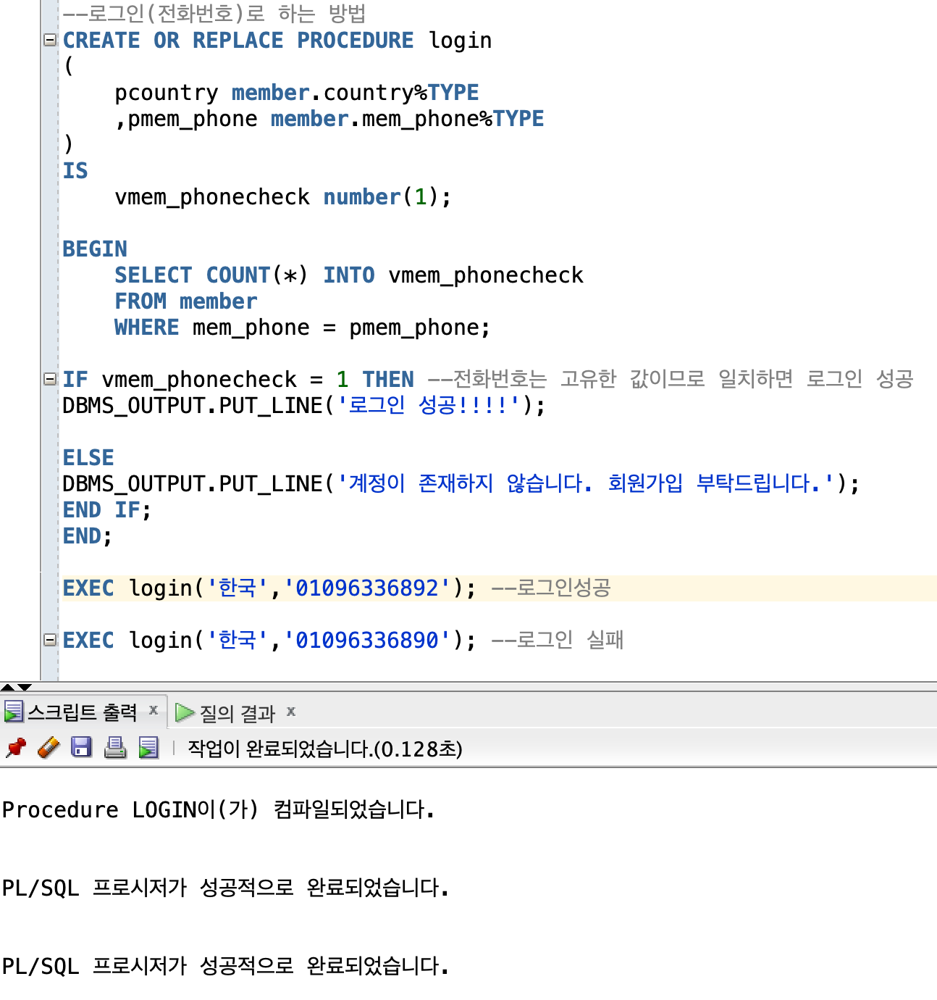 --로그인(전화번호)로 하는 방법
CREATE OR REPLACE PROCEDURE login
(
    pcountry member.country%TYPE
    ,pmem_phone member.mem_phone%TYPE
)
IS
    vmem_phonecheck number(1);
BEGIN
    SELECT COUNT(*) INTO vmem_phonecheck
    FROM member
    WHERE mem_phone = pmem_phone;
IF vmem_phonecheck = 1 THEN --전화번호는 고유한 값이므로 일치하면 로그인 성공
DBMS_OUTPUT.PUT_LINE('로그인 성공!!!!');
ELSE
DBMS_OUTPUT.PUT_LINE('계정이 존재하지 않습니다. 회원가입 부탁드립니다.');
END IF;
END;
EXEC login('한국','01096336892'); --로그인성공
EXEC login('한국','01096336890'); --로그인 실패
스크립트 출력 x 질의 결과 x
작업이 완료되었습니다.(0.128초)
Procedure LOGIN이(가) 컴파일되었습니다.
PL/SQL 프로시저가 성공적으로 완료되었습니다.
PL/SQL 프로시저가 성공적으로 완료되었습니다.